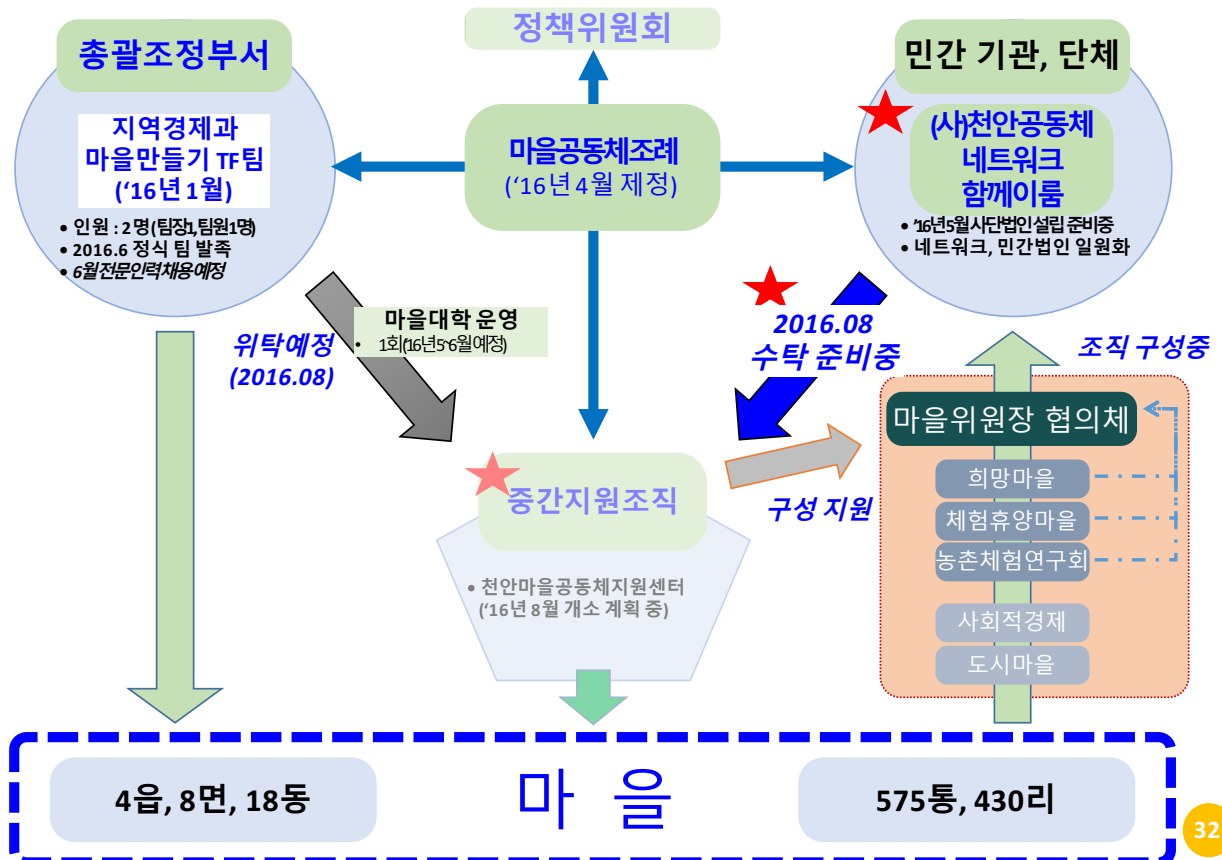 정책위원회
총괄조정부서
지역경제과
마을만들기 TF팀
(‘16년 1월)
• 인원 : 2명(팀장1,팀원1명)
• 2016.6 정식 팀 발족
• 6월전문인력채용예정
마을공동체조례
(‘16년 4월 제정)
민간 기관, 단체
(사)천안공동체
네트워크
함께이룸
• ’16년5월사단법인설립 준비중
• 네트워크, 민간법인 일원화
위탁예정
(2016.08)
마을대학 운영
• 1회(16년5~6월예정)
2016.08
수탁 준비중
조직 구성중
마을위원장 협의체
희망마을
체험휴양마을
농촌체험연구회
사회적경제
도시마을
중간지원조직
구성 지원
• 천안마을공동체지원센터
(‘16년 8월 개소 계획 중)
4읍, 8면, 18동
마 을
575통, 430리
32